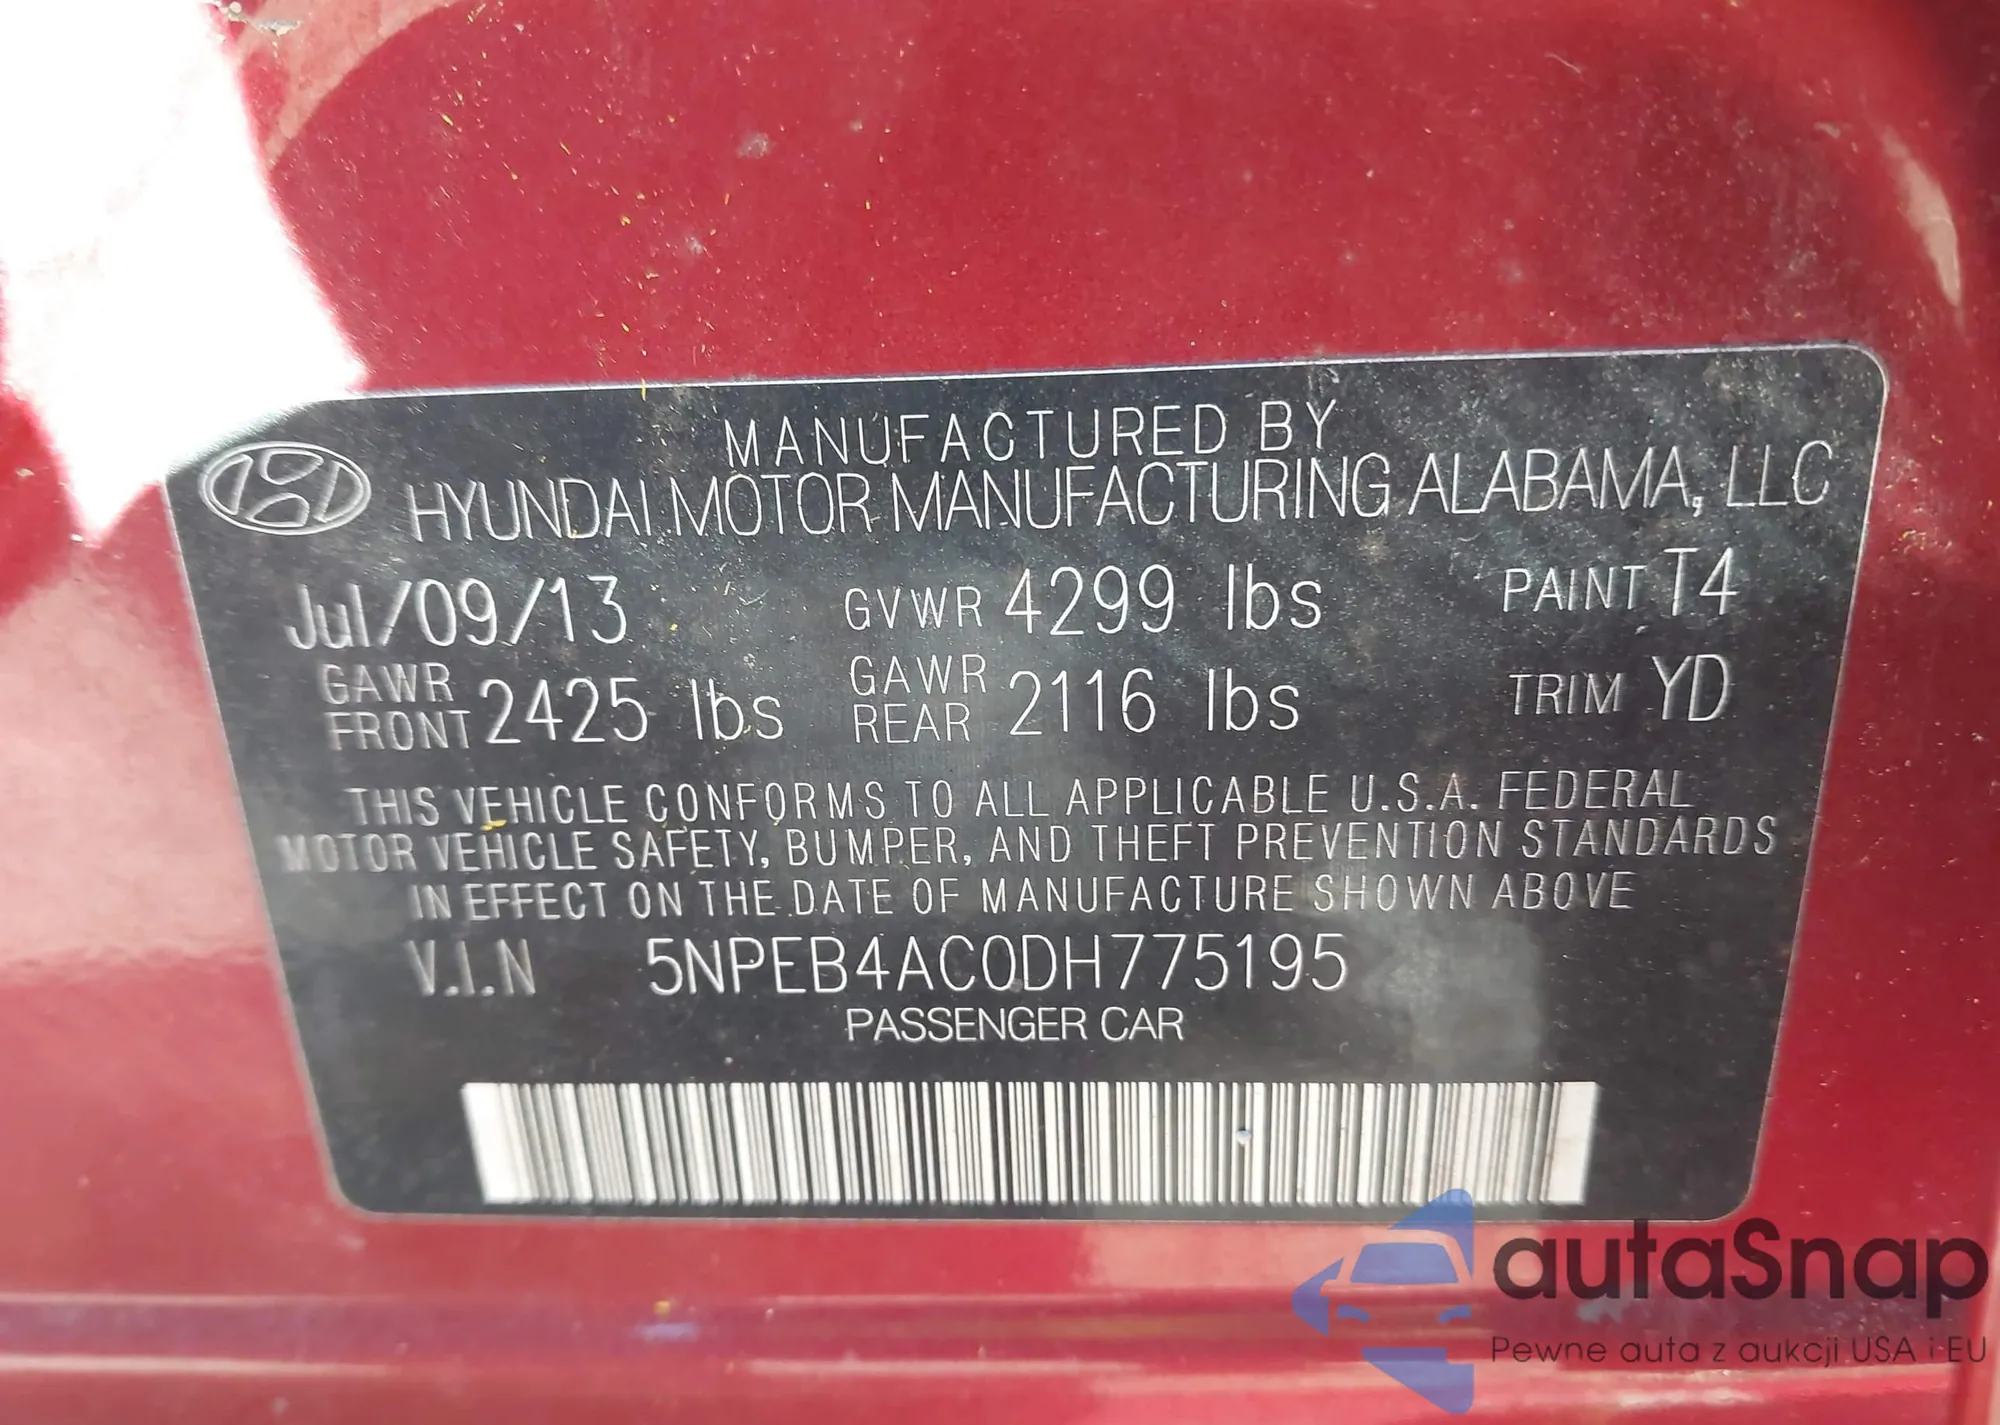 MANUFACTURED BY
HYUNDAI MOTOR MANUFACTURING ALABAMA, LLC
Jul/09/13 GVWR 4299 lbs PAINT T4
GAWR FRONT 2425 lbs GAWR REAR 2116 lbs TRIM YD
THIS VEHICLE CONFORMS TO ALL APPLICABLE U.S.A. FEDERAL
MOTOR VEHICLE SAFETY, BUMPER, AND THEFT PREVENTION STANDARDS
IN EFFECT ON THE DATE OF MANUFACTURE SHOWN ABOVE
V.I.N 5NPEB4AC0DH775195
PASSENGER CAR
autaSnap
Pewne auta z aukcji USA i EU